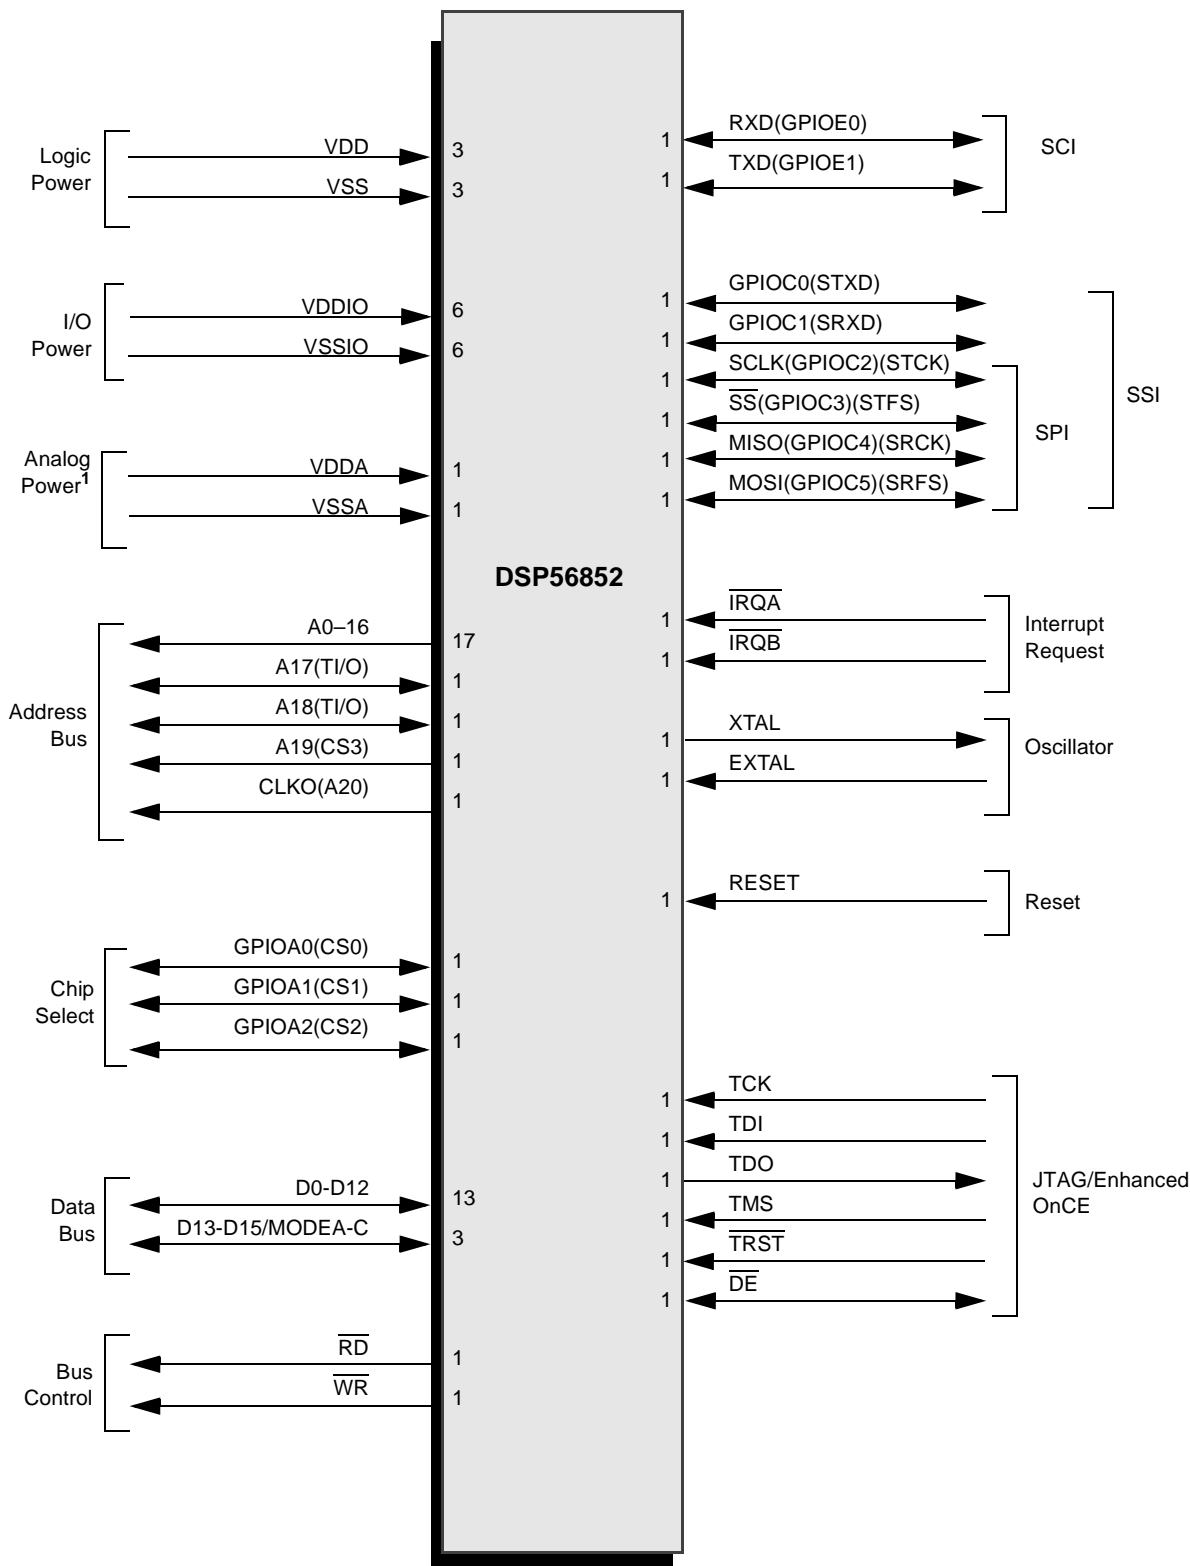 Logic
Power
VDD
3
VSS
3
I/O
Power
VDDIO
6
VSSIO
6
Analog
Power1
VDDA
1
VSSA
1
Address
Bus
A0–16
17
A17(TI/O)
1
A18(TI/O)
1
A19(CS3)
1
CLKO(A20)
1
Chip
Select
GPIOA0(CS0)
1
GPIOA1(CS1)
1
GPIOA2(CS2)
1
Data
Bus
D0-D12
13
D13-D15/MODEA-C
3
Bus
Control
RD
1
WR
1
DSP56852
1
RXD(GPIOE0)
1
TXD(GPIOE1)
SCI
1
GPIOC0(STXD)
1
GPIOC1(SRXD)
1
SCLK(GPIOC2)(STCK)
1
SS(GPIOC3)(STFS)
1
MISO(GPIOC4)(SRCK)
1
MOSI(GPIOC5)(SRFS)
SPI
SSI
1
IRQA
1
IRQB
Interrupt
Request
1
XTAL
1
EXTAL
Oscillator
1
RESET
Reset
1
TCK
1
TDI
1
TDO
1
TMS
1
TRST
1
DE
JTAG/Enhanced
OnCE